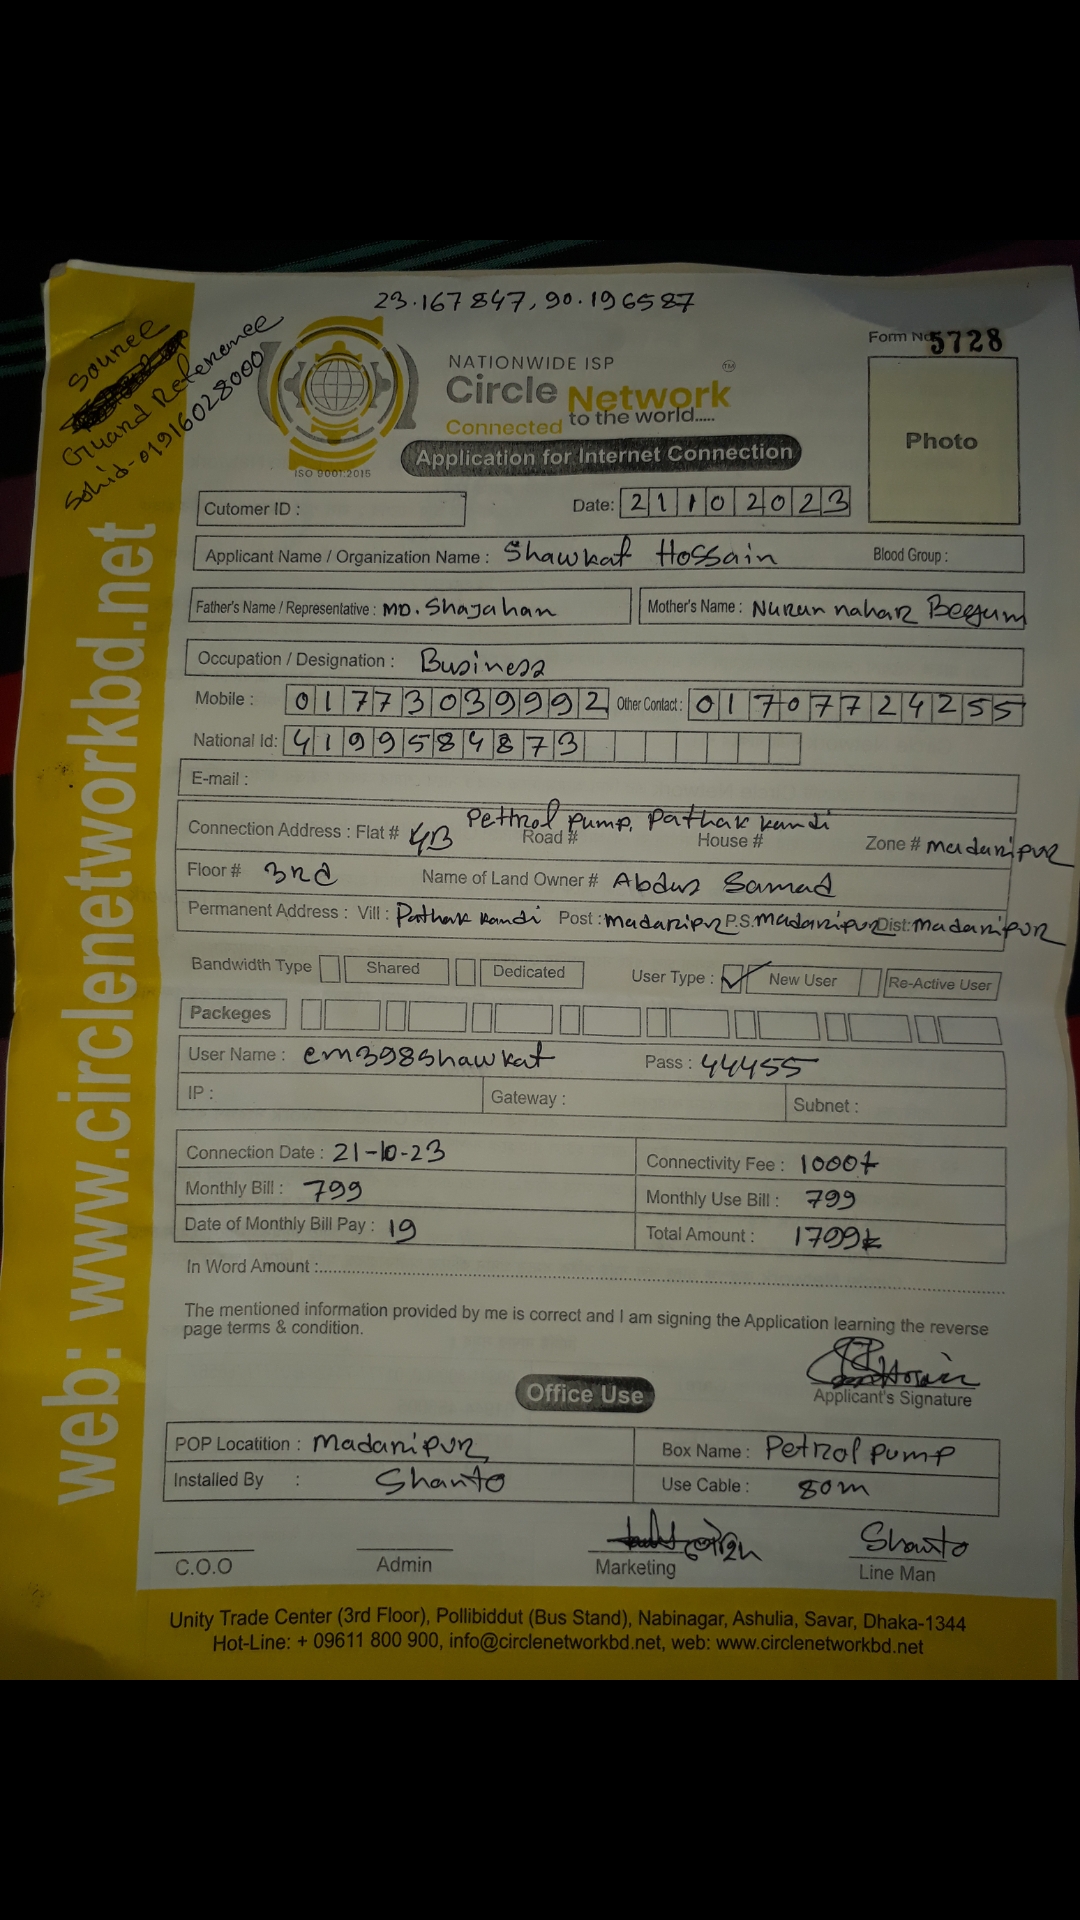 23.167847, 90.196587
Source
Guard Reference
Sohid-01916028000
Form No 5728
NATIONWIDE ISP
Circle Network TM
Connected to the world.....
ISO 9001:2015
Application for Internet Connection
Photo
Cutomer ID :
Date: 21102023
Applicant Name / Organization Name : Shawkat Hossain Blood Group :
Father's Name / Representative : MD. Shajahan Mother's Name : Nurun nahar Beegum
Occupation / Designation : Business
Mobile : 01773039992 Other Contact : 01707724255
National Id: 4199584873
E-mail :
Pettrol pump, Pathak kandi
Connection Address : Flat # 4B Road # House # Zone # madaripur
Floor # 3rd Name of Land Owner # Abdus Samad
Permanent Address : Vill : Pathak kandi Post : madaripur P.S. madaripur Dist: madaripur
Bandwidth Type Shared Dedicated User Type : ✓ New User Re-Active User
Packeges
User Name : em398shawkat Pass : 44455
IP : Gateway : Subnet :
Connection Date : 21-10-23 Connectivity Fee : 1000t
Monthly Bill : 799 Monthly Use Bill : 799
Date of Monthly Bill Pay : 19 Total Amount : 1799t
In Word Amount :
The mentioned information provided by me is correct and I am signing the Application learning the reverse
page terms & condition.
Applicant's Signature
Office Use
POP Locatition : Madaripur Box Name : Petrol pump
Installed By : Shanto Use Cable : 80m
Shanto
C.O.O Admin Marketing Line Man
Unity Trade Center (3rd Floor), Pollibiddut (Bus Stand), Nabinagar, Ashulia, Savar, Dhaka-1344
Hot-Line: + 09611 800 900, info@circlenetworkbd.net, web: www.circlenetworkbd.net
web: www.circlenetworkbd.net